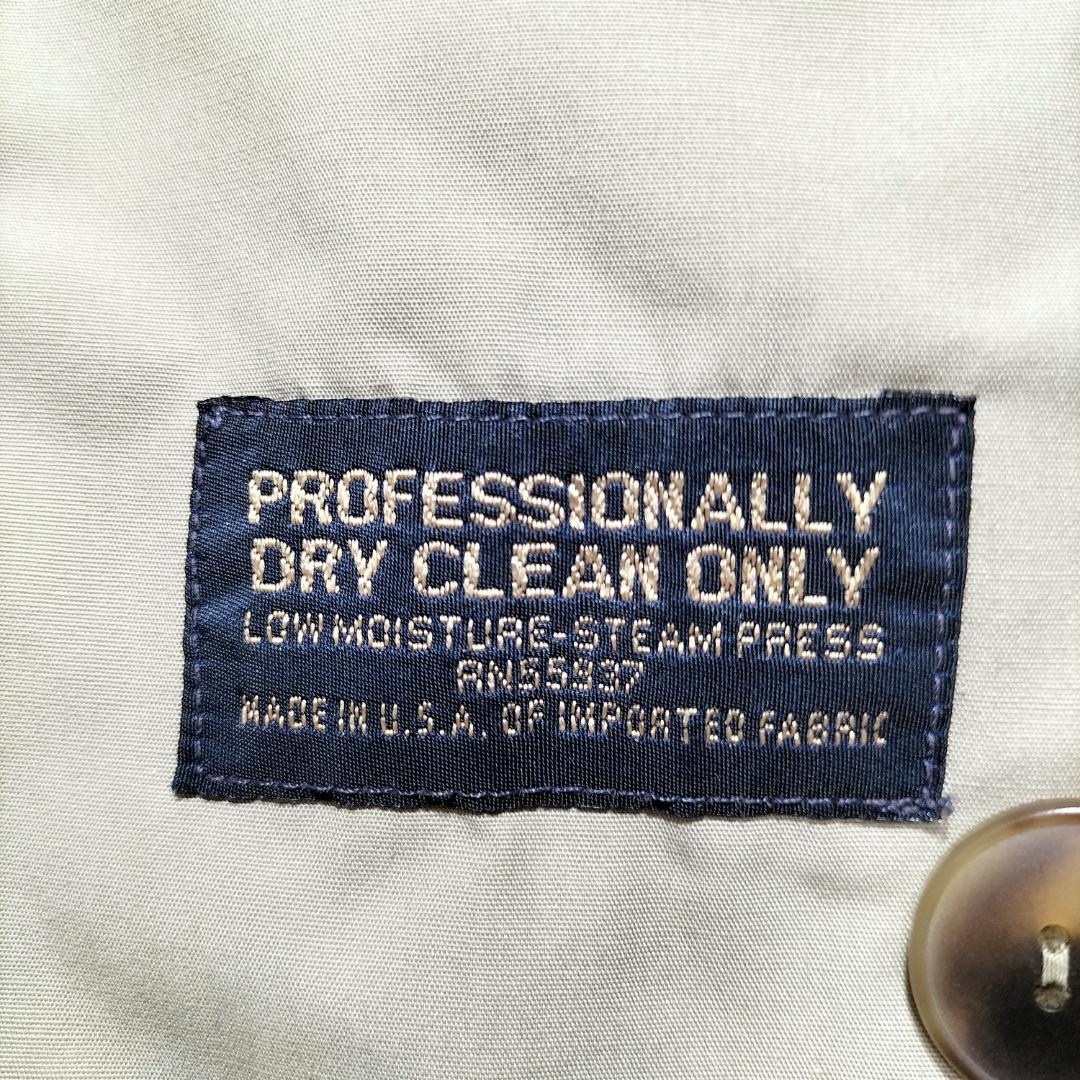 PROFESSIONALLY
DRY CLEAN ONLY
LOW MOISTURE-STEAM PRESS
RN55937
MADE IN U.S.A. OF IMPORTED FABRIC